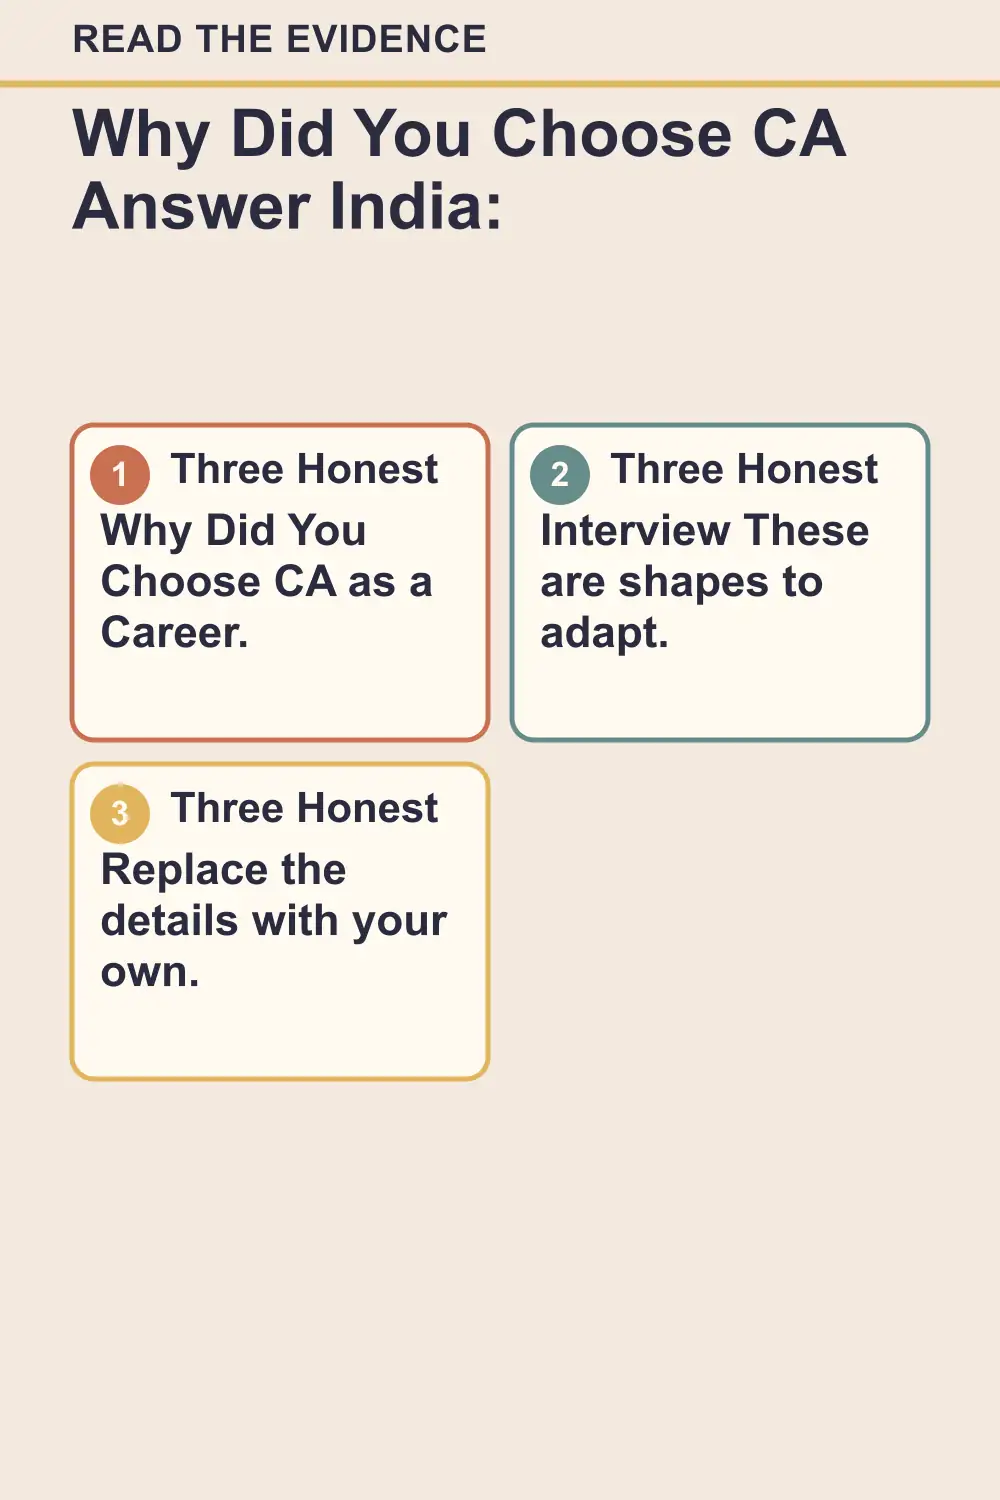 READ THE EVIDENCE
Why Did You Choose CA
Answer India:
1 Three Honest
Why Did You
Choose CA as a
Career.
2 Three Honest
Interview These
are shapes to
adapt.
3 Three Honest
Replace the
details with your
own.